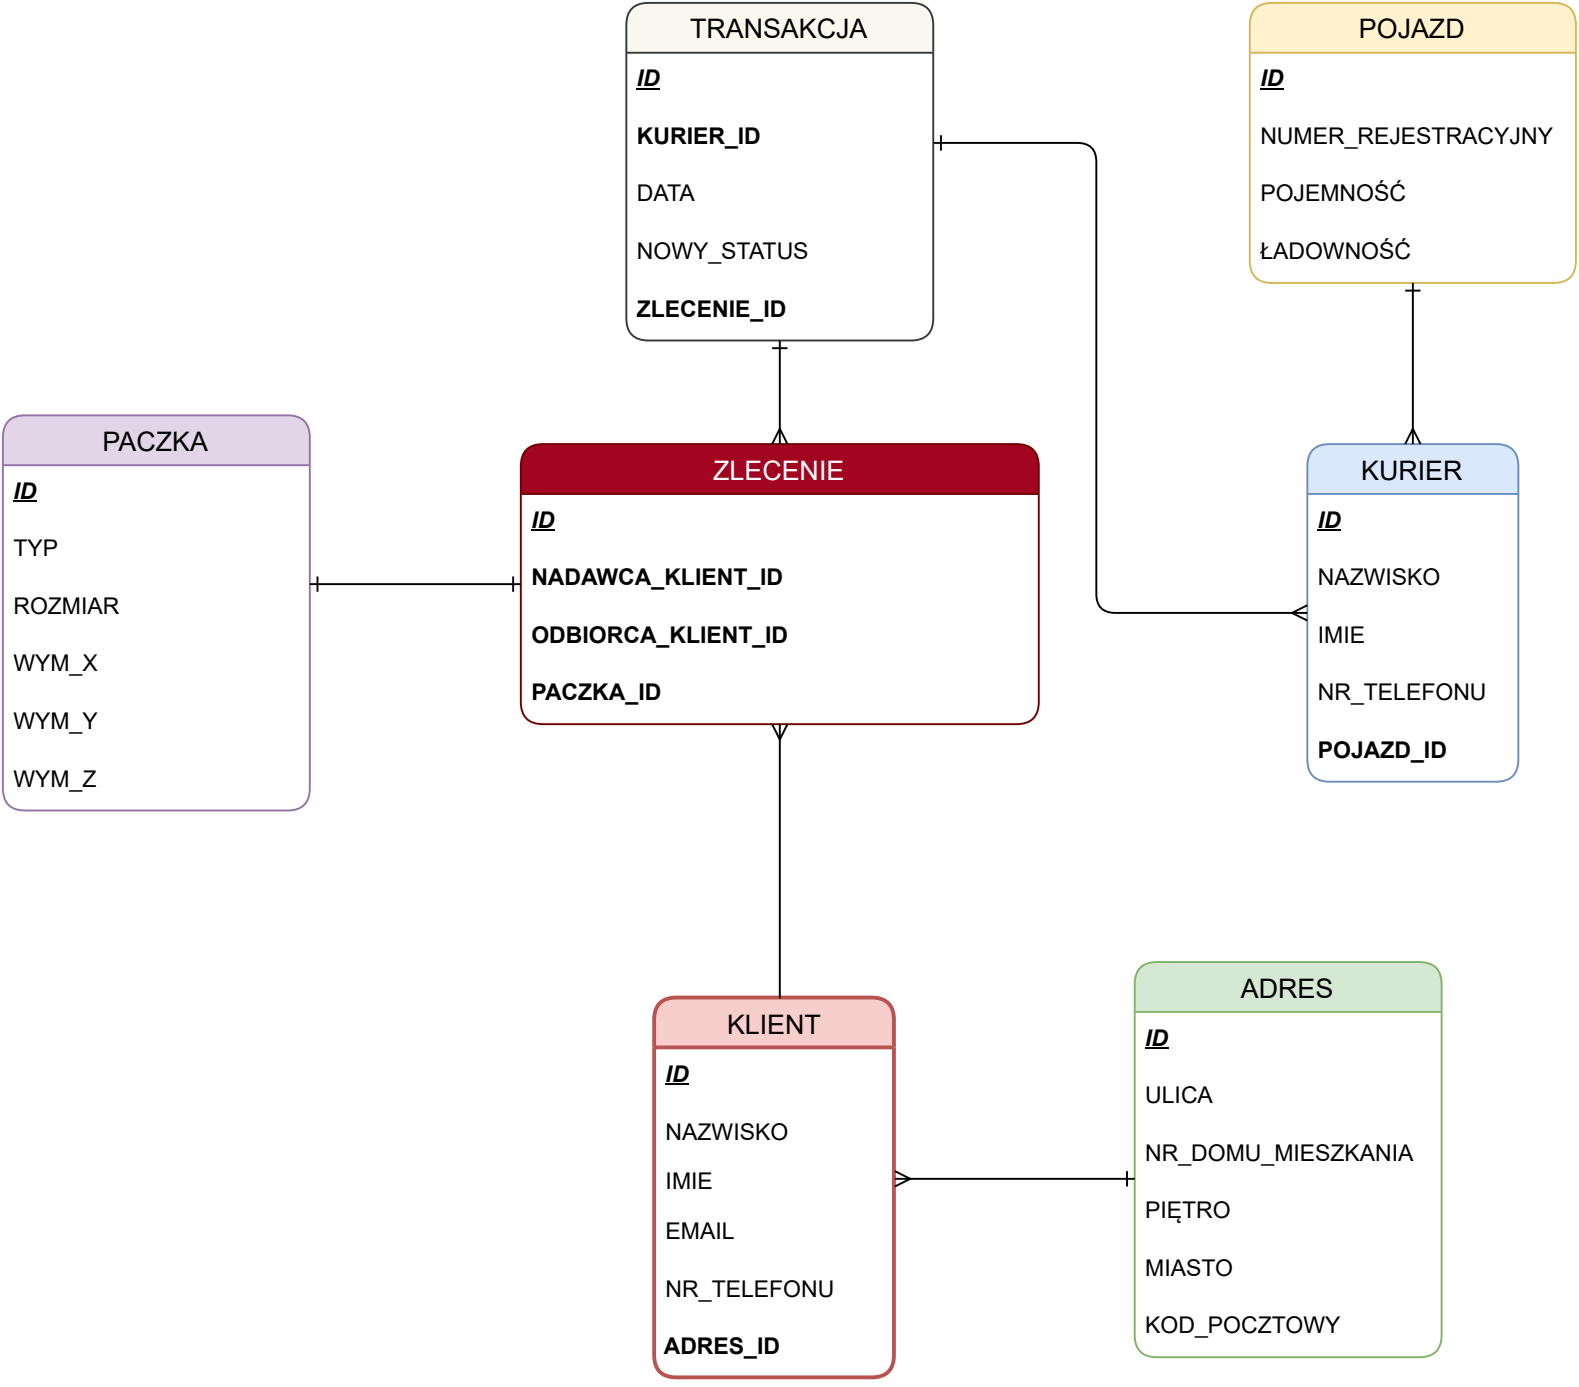 TRANSAKCJA
ID
KURIER_ID
DATA
NOWY_STATUS
ZLECENIE_ID
POJAZD
ID
NUMER_REJESTRACYJNY
POJEMNOŚĆ
ŁADOWNOŚĆ
PACZKA
ID
TYP
ROZMIAR
WYM_X
WYM_Y
WYM_Z
ZLECENIE
ID
NADAWCA_KLIENT_ID
ODBIORCA_KLIENT_ID
PACZKA_ID
KURIER
ID
NAZWISKO
IMIE
NR_TELEFONU
POJAZD_ID
KLIENT
ID
NAZWISKO
IMIE
EMAIL
NR_TELEFONU
ADRES_ID
ADRES
ID
ULICA
NR_DOMU_MIESZKANIA
PIĘTRO
MIASTO
KOD_POCZTOWY